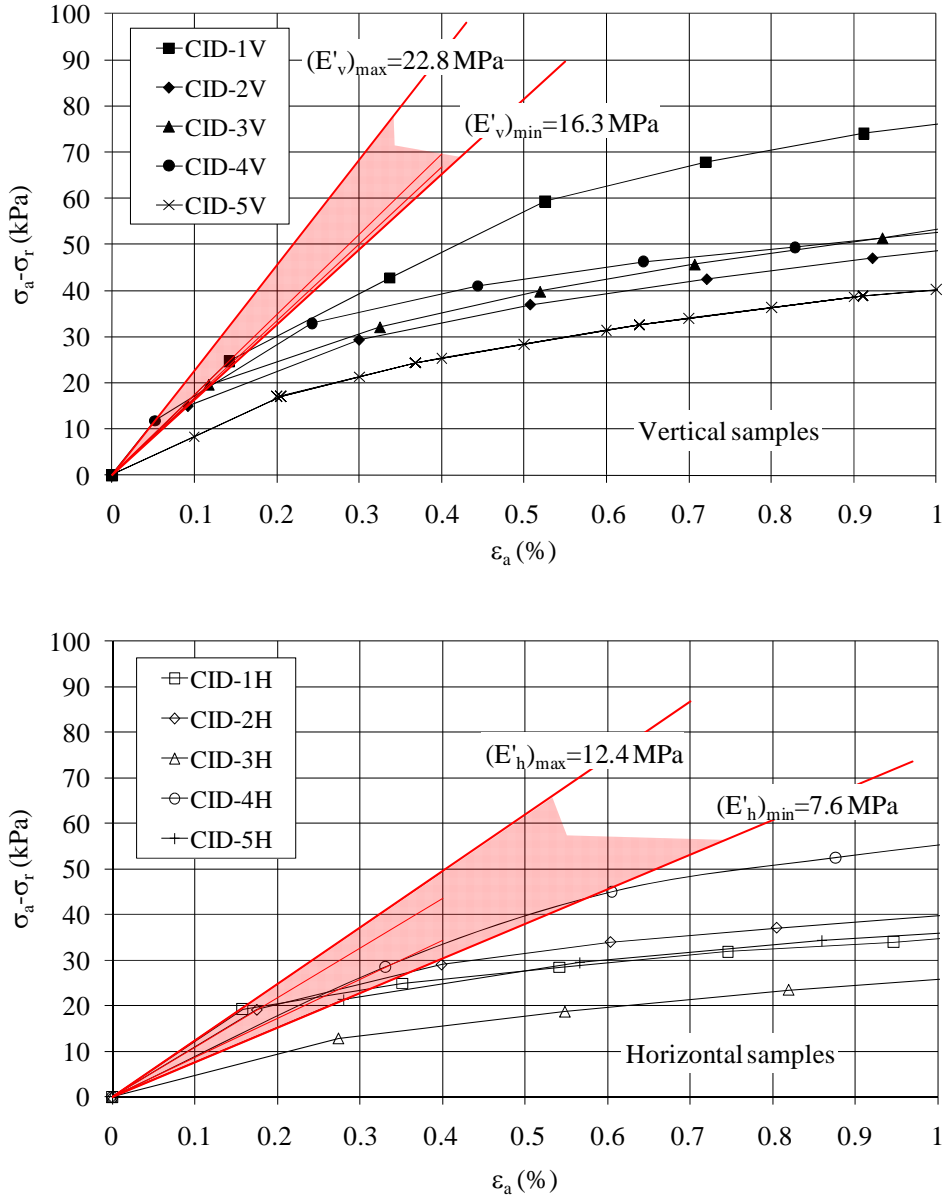 100
90
80
70
60
50
40
30
20
10
0
σa-σr (kPa)
CID-1V
CID-2V
CID-3V
CID-4V
CID-5V
(E'v)max=22.8 MPa
(E'v)min=16.3 MPa
Vertical samples
0 0.1 0.2 0.3 0.4 0.5 0.6 0.7 0.8 0.9 1
εa (%)
100
90
80
70
60
50
40
30
20
10
0
σa-σr (kPa)
CID-1H
CID-2H
CID-3H
CID-4H
CID-5H
(E'h)max=12.4 MPa
(E'h)min=7.6 MPa
Horizontal samples
0 0.1 0.2 0.3 0.4 0.5 0.6 0.7 0.8 0.9 1
εa (%)